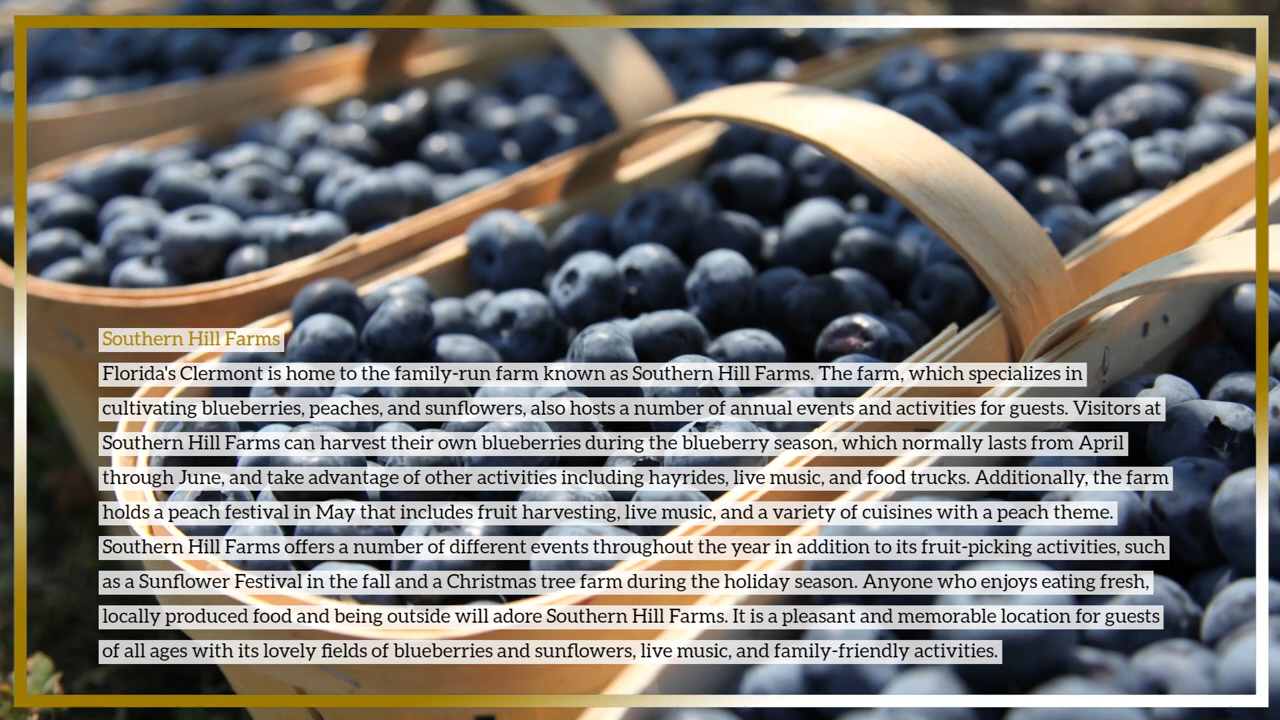 Southern Hill Farms
Florida's Clermont is home to the family-run farm known as Southern Hill Farms. The farm, which specializes in
cultivating blueberries, peaches, and sunflowers, also hosts a number of annual events and activities for guests. Visitors at
Southern Hill Farms can harvest their own blueberries during the blueberry season, which normally lasts from April
through June, and take advantage of other activities including hayrides, live music, and food trucks. Additionally, the farm
holds a peach festival in May that includes fruit harvesting, live music, and a variety of cuisines with a peach theme.
Southern Hill Farms offers a number of different events throughout the year in addition to its fruit-picking activities, such
as a Sunflower Festival in the fall and a Christmas tree farm during the holiday season. Anyone who enjoys eating fresh,
locally produced food and being outside will adore Southern Hill Farms. It is a pleasant and memorable location for guests
of all ages with its lovely fields of blueberries and sunflowers, live music, and family-friendly activities.